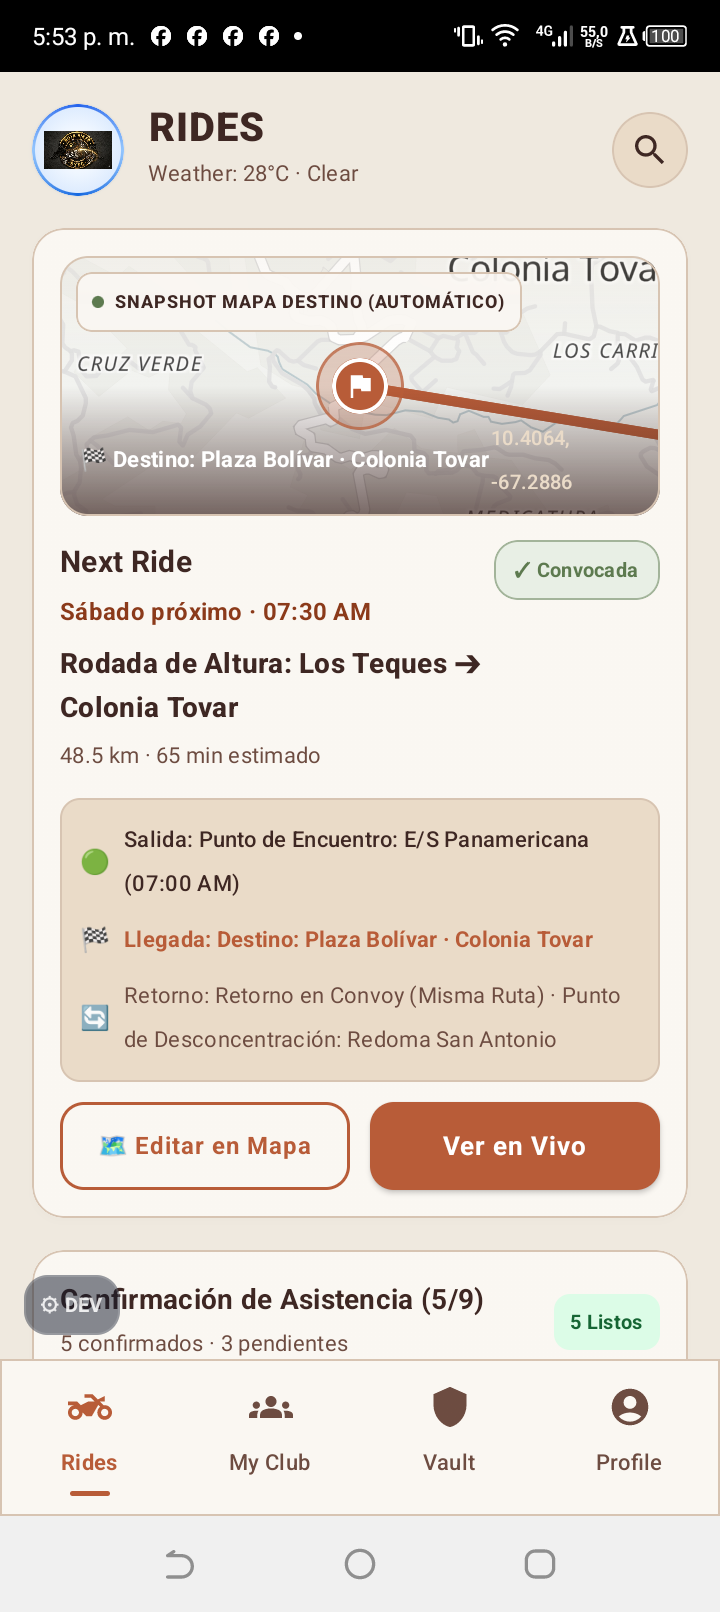 5:53 p. m.
4G
55,0
B/S
100
RIDES
Weather: 28°C · Clear
Colonia Tova
SNAPSHOT MAPA DESTINO (AUTOMÁTICO)
CRUZ VERDE
LOS CARRI
10.4064,
Destino: Plaza Bolívar · Colonia Tovar
-67.2886
MEDICATURA
Next Ride
✓ Convocada
Sábado próximo · 07:30 AM
Rodada de Altura: Los Teques ➔
Colonia Tovar
48.5 km · 65 min estimado
Salida: Punto de Encuentro: E/S Panamericana
(07:00 AM)
Llegada: Destino: Plaza Bolívar · Colonia Tovar
Retorno: Retorno en Convoy (Misma Ruta) · Punto
de Desconcentración: Redoma San Antonio
Editar en Mapa
Ver en Vivo
Confirmación de Asistencia (5/9)
DEV
5 Listos
5 confirmados · 3 pendientes
Rides
My Club
Vault
Profile